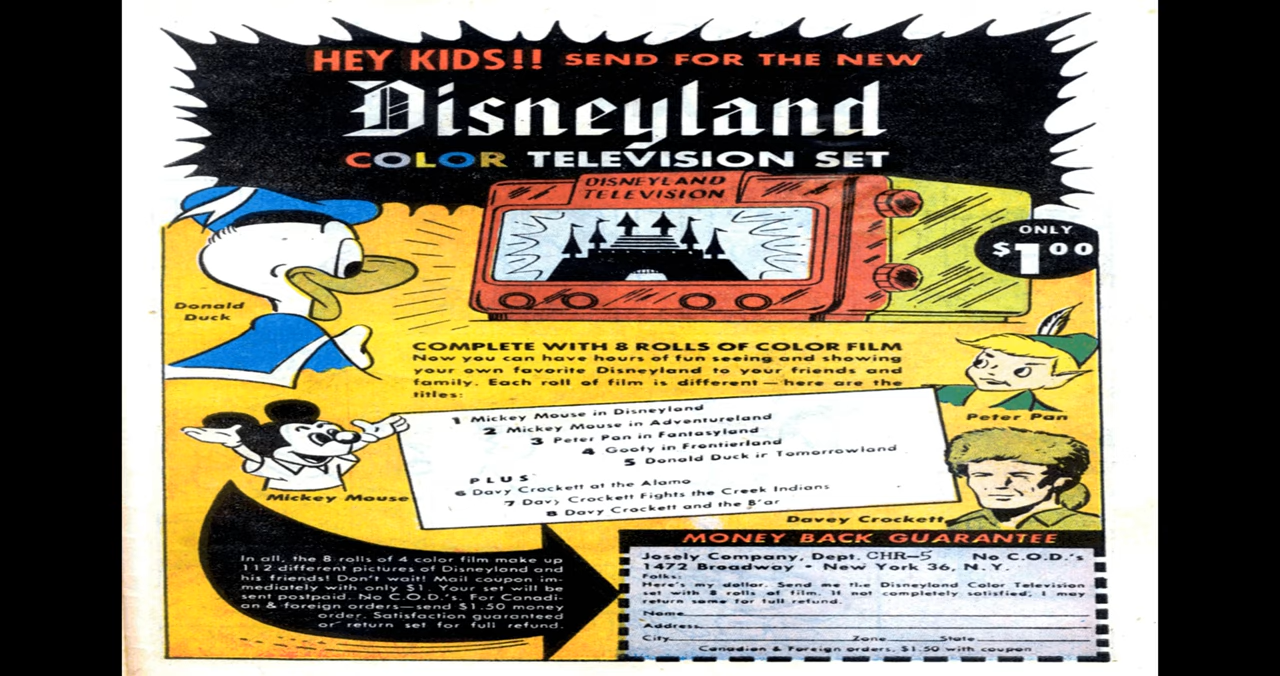 HEY KIDS!! SEND FOR THE NEW
Disneyland
COLOR TELEVISION SET
DISNEYLAND
TELEVISION
ONLY
$1.00
Donald
Duck
COMPLETE WITH 8 ROLLS OF COLOR FILM
Now you can have hours of fun seeing and showing
your own favorite Disneyland to your friends and
family. Each roll of film is different — here are the
titles:
Peter Pan
1 Mickey Mouse in Disneyland
2 Mickey Mouse in Adventureland
3 Peter Pan in Fantasyland
4 Goofy in Frontierland
5 Donald Duck in Tomorrowland
PLUS
6 Davy Crockett at the Alamo
7 Davy Crockett Fights the Creek Indians
8 Davy Crockett and the B'ar
Mickey Mouse
Davey Crockett
In all, the 8 rolls of 4 color film make up
112 different pictures of Disneyland and
his friends! Don't wait! Mail coupon im-
mediately with only $1. Your set will be
sent postpaid. No C.O.D.'s. For Canadi-
an & foreign orders—send $1.50 money
order. Satisfaction guaranteed
or return set for full refund.
MONEY BACK GUARANTEE
Josely Company, Dept. CHR-5 No C.O.D.'s
1472 Broadway • New York 36, N.Y.
Folks:
Here's my dollar. Send me the Disneyland Color Television
set with 8 rolls of film. If not completely satisfied, I may
return same for full refund.
Name
Address
City Zone State
Canadian & Foreign orders, $1.50 with coupon